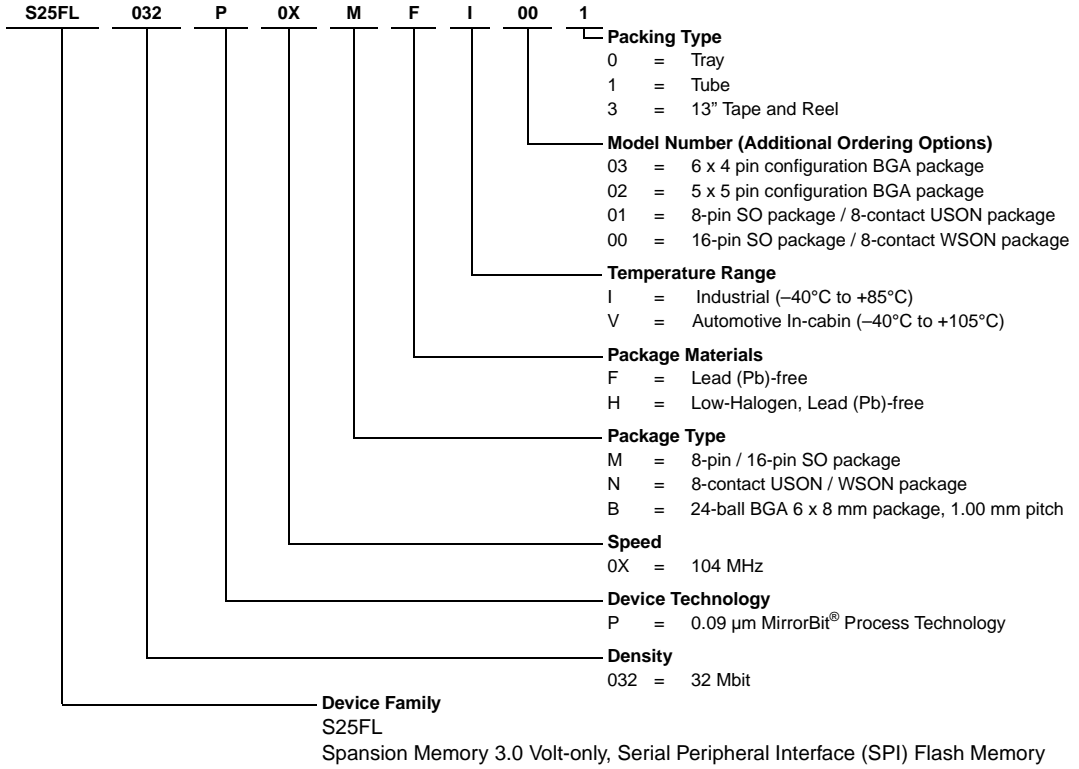 S25FL 032 P 0X M F I 00 1
Packing Type
0 = Tray
1 = Tube
3 = 13” Tape and Reel
Model Number (Additional Ordering Options)
03 = 6 x 4 pin configuration BGA package
02 = 5 x 5 pin configuration BGA package
01 = 8-pin SO package / 8-contact USON package
00 = 16-pin SO package / 8-contact WSON package
Temperature Range
I = Industrial (–40°C to +85°C)
V = Automotive In-cabin (–40°C to +105°C)
Package Materials
F = Lead (Pb)-free
H = Low-Halogen, Lead (Pb)-free
Package Type
M = 8-pin / 16-pin SO package
N = 8-contact USON / WSON package
B = 24-ball BGA 6 x 8 mm package, 1.00 mm pitch
Speed
0X = 104 MHz
Device Technology
P = 0.09 µm MirrorBit® Process Technology
Density
032 = 32 Mbit
Device Family
S25FL
Spansion Memory 3.0 Volt-only, Serial Peripheral Interface (SPI) Flash Memory